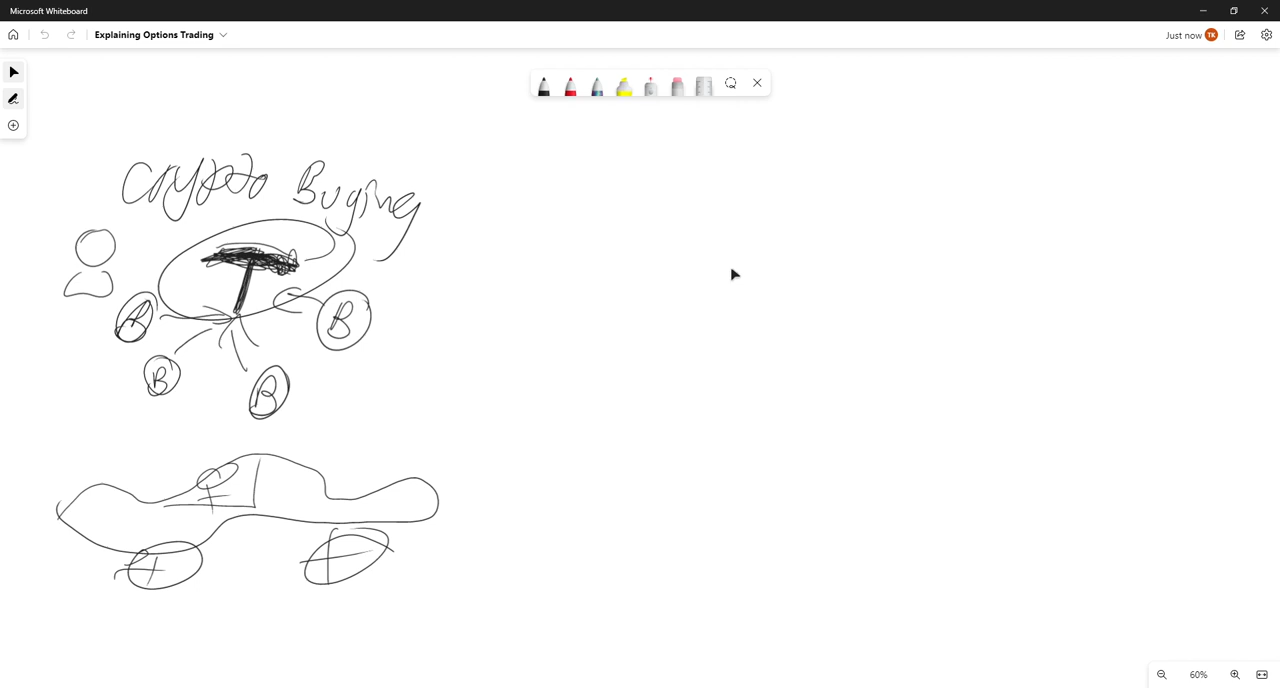 Microsoft Whiteboard
Explaining Options Trading
Just now TK
Crypto Buying
B
B
B
B
60%